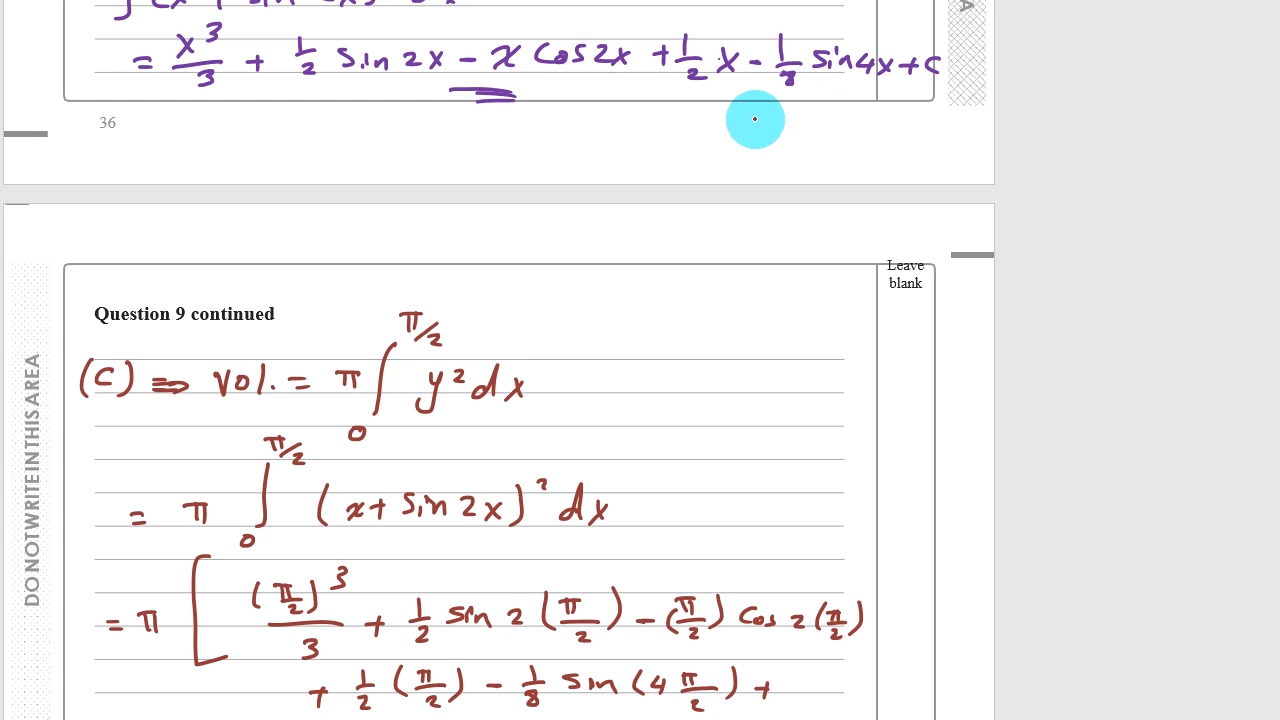 = x³/3 + 1/2 sin 2x - x cos 2x + 1/2 x - 1/8 sin 4x + c
36
Leave
blank
Question 9 continued
(c) ⇒ vol. = π ∫₀^{π/2} y² dx
= π ∫₀^{π/2} (x + sin 2x)² dx
= π [ (π/2)³/3 + 1/2 sin 2(π/2) - (π/2) cos 2(π/2)
+ 1/2 (π/2) - 1/8 sin (4 π/2) +
DO NOT WRITE IN THIS AREA